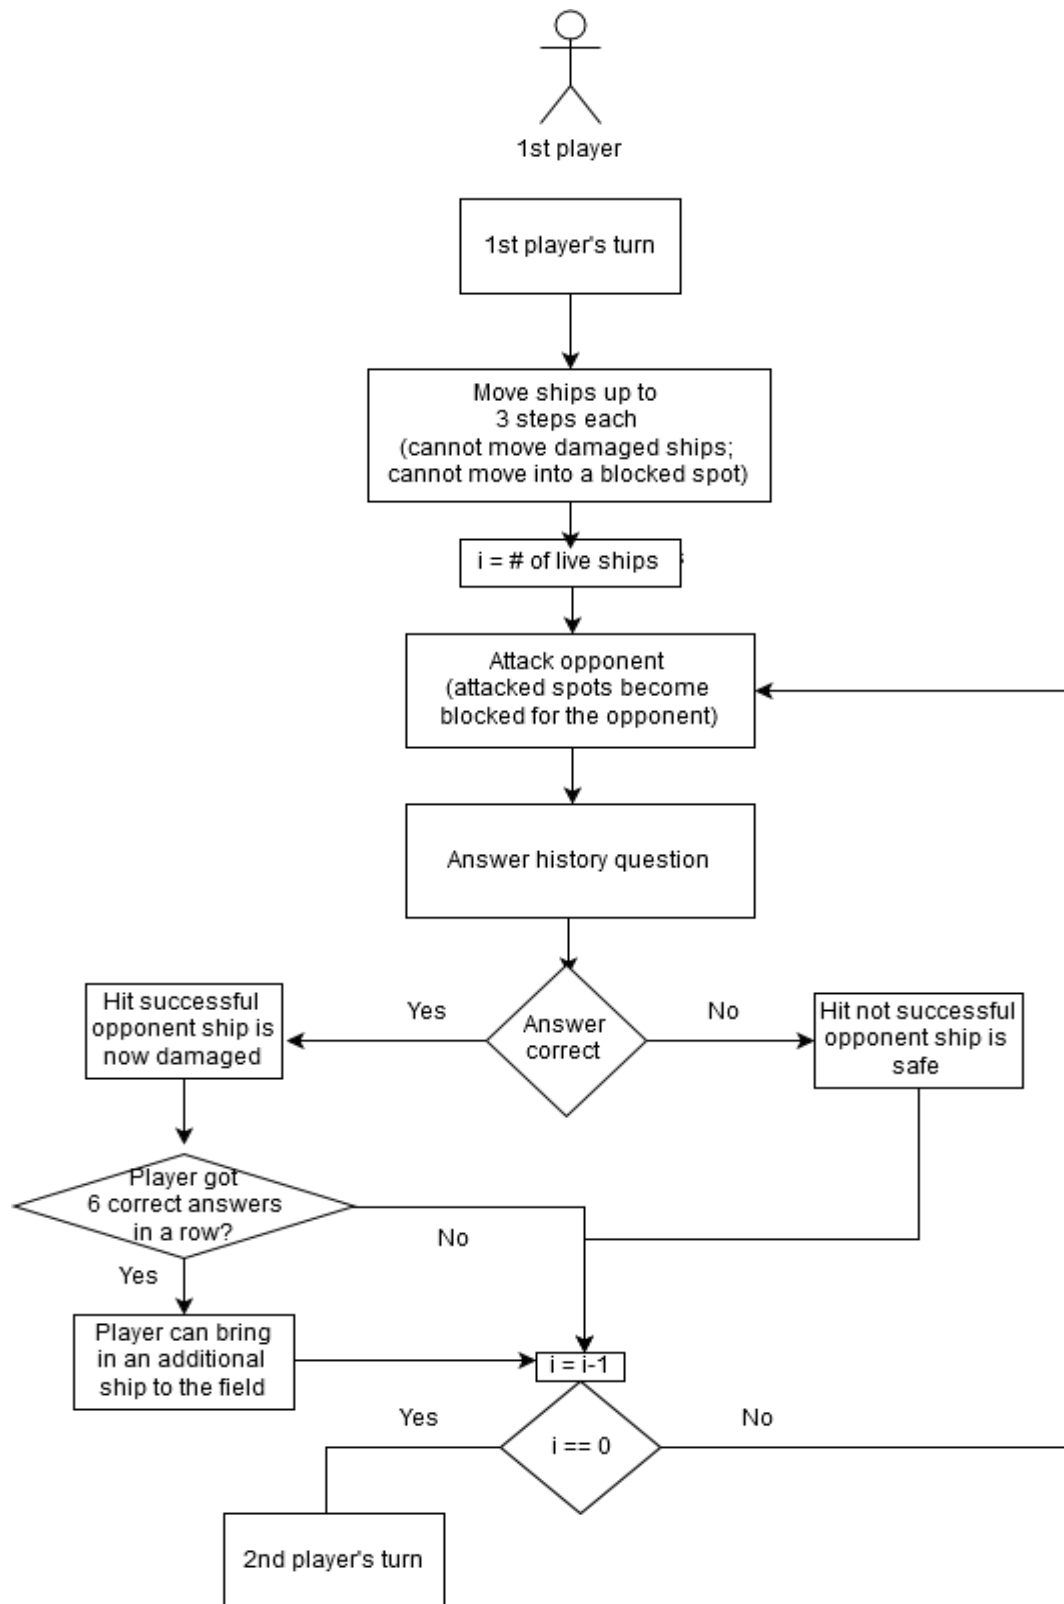 1st player
1st player's turn
Move ships up to
3 steps each
(cannot move damaged ships;
cannot move into a blocked spot)
i = # of live ships
Attack opponent
(attacked spots become
blocked for the opponent)
Answer history question
Answer
correct
Yes
No
Hit successful
opponent ship is
now damaged
Hit not successful
opponent ship is
safe
Player got
6 correct answers
in a row?
No
Yes
Player can bring
in an additional
ship to the field
i = i-1
Yes
No
i == 0
2nd player's turn